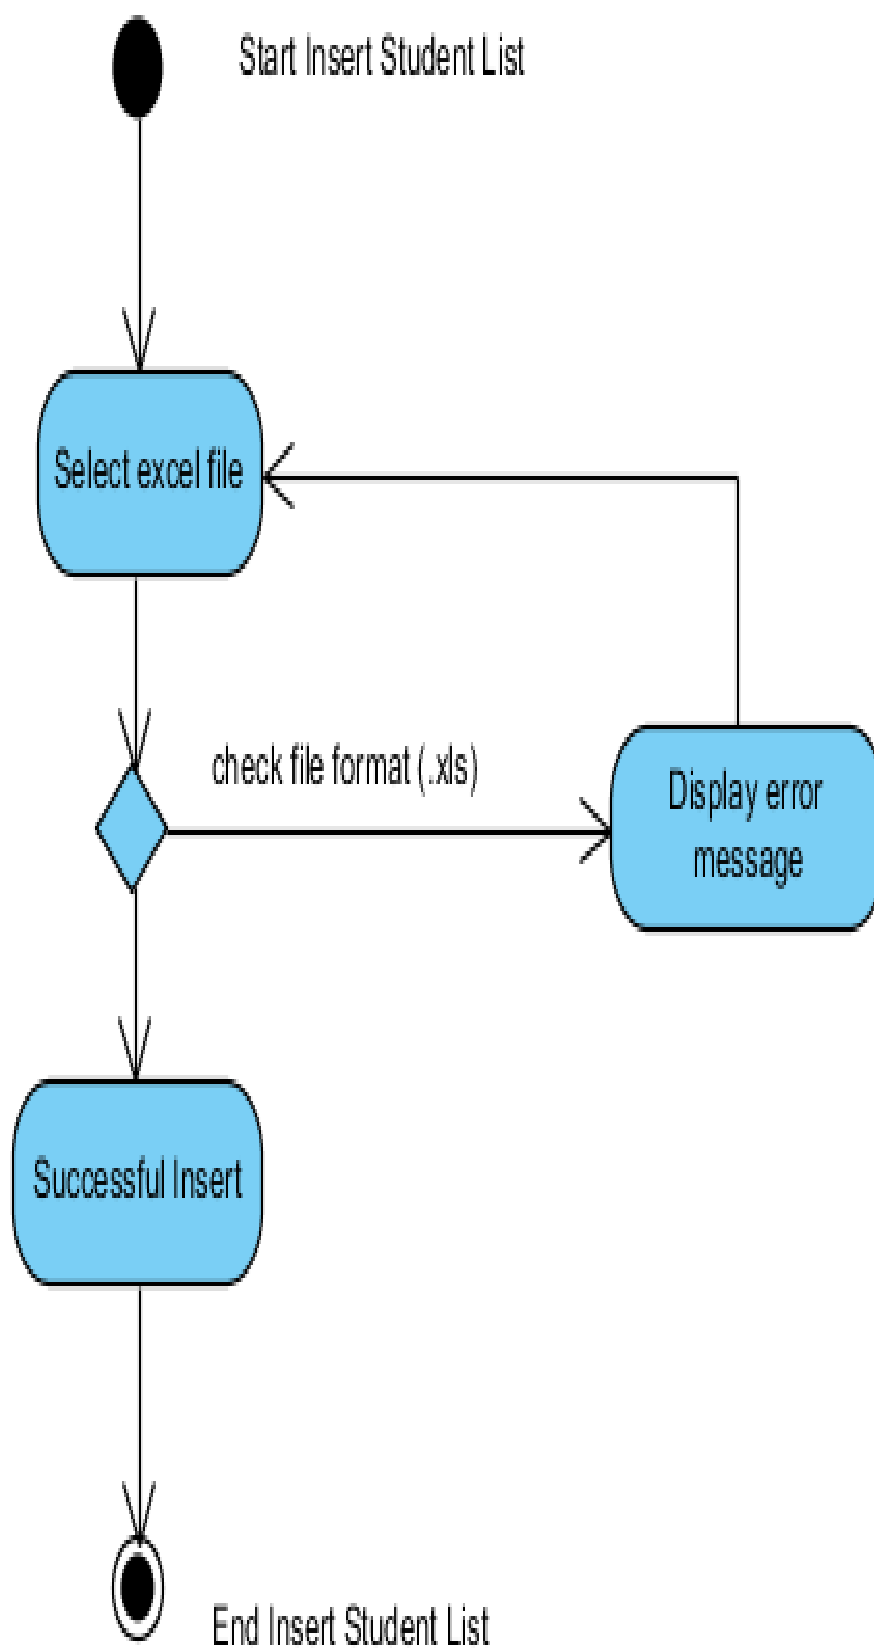 Start Insert Student List
Select excel file
check file format (.xls)
Display error
message
Successful Insert
End Insert Student List